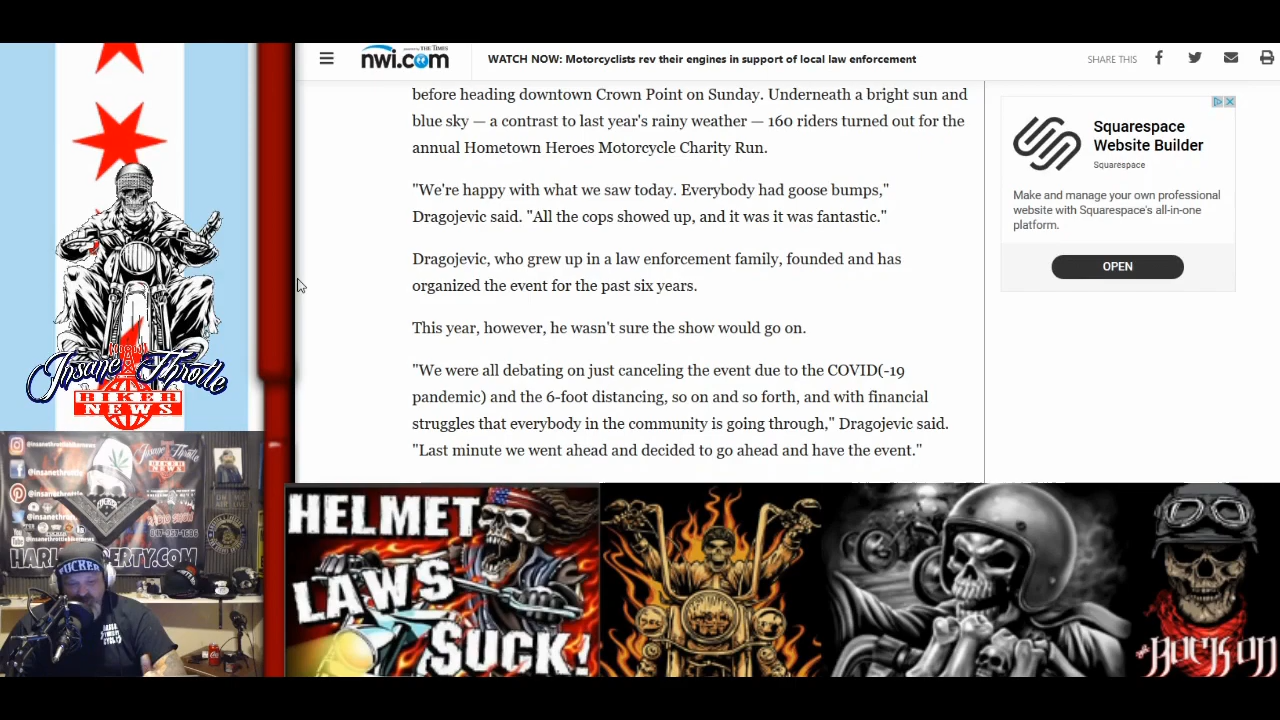 nwi.com
POWERED BY THE TIMES
WATCH NOW: Motorcyclists rev their engines in support of local law enforcement
SHARE THIS
before heading downtown Crown Point on Sunday. Underneath a bright sun and
blue sky — a contrast to last year's rainy weather — 160 riders turned out for the
annual Hometown Heroes Motorcycle Charity Run.
"We're happy with what we saw today. Everybody had goose bumps,"
Dragojevic said. "All the cops showed up, and it was it was fantastic."
Dragojevic, who grew up in a law enforcement family, founded and has
organized the event for the past six years.
This year, however, he wasn't sure the show would go on.
"We were all debating on just canceling the event due to the COVID(-19
pandemic) and the 6-foot distancing, so on and so forth, and with financial
struggles that everybody in the community is going through," Dragojevic said.
"Last minute we went ahead and decided to go ahead and have the event."
Squarespace
Website Builder
Squarespace
Make and manage your own professional
website with Squarespace's all-in-one
platform.
OPEN
Insane Throttle
BIKER
NEWS
@insanethrottlebikernews
@insanethrottle
FUCKER
HELMET
LAWS
SUCK!
ROCK ON